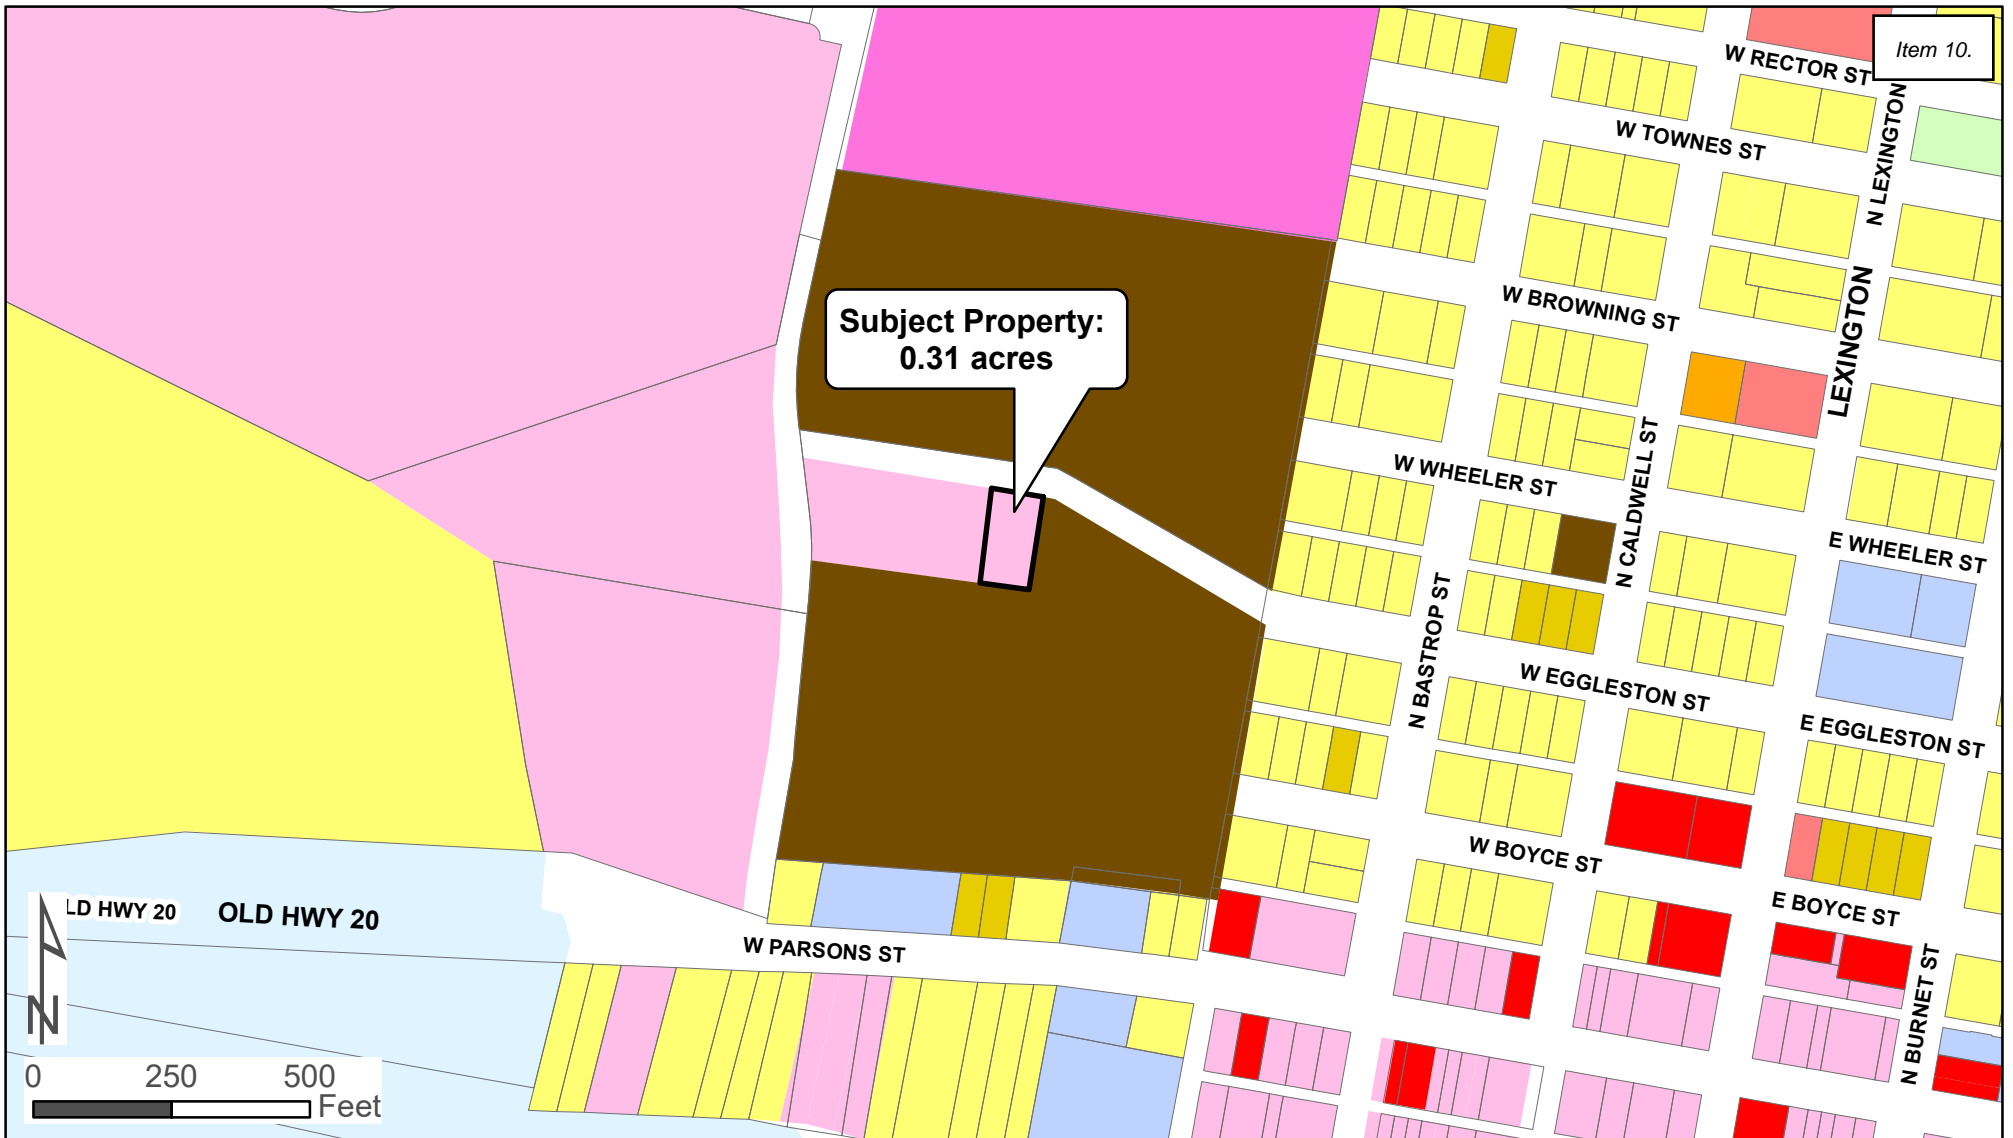 Item 10.
W RECTOR ST
W TOWNES ST
N LEXINGTON
W BROWNING ST
LEXINGTON
Subject Property:
0.31 acres
W WHEELER ST
N CALDWELL ST
E WHEELER ST
N BASTROP ST
W EGGLESTON ST
E EGGLESTON ST
W BOYCE ST
E BOYCE ST
LD HWY 20
OLD HWY 20
W PARSONS ST
N BURNET ST
N
0 250 500
Feet